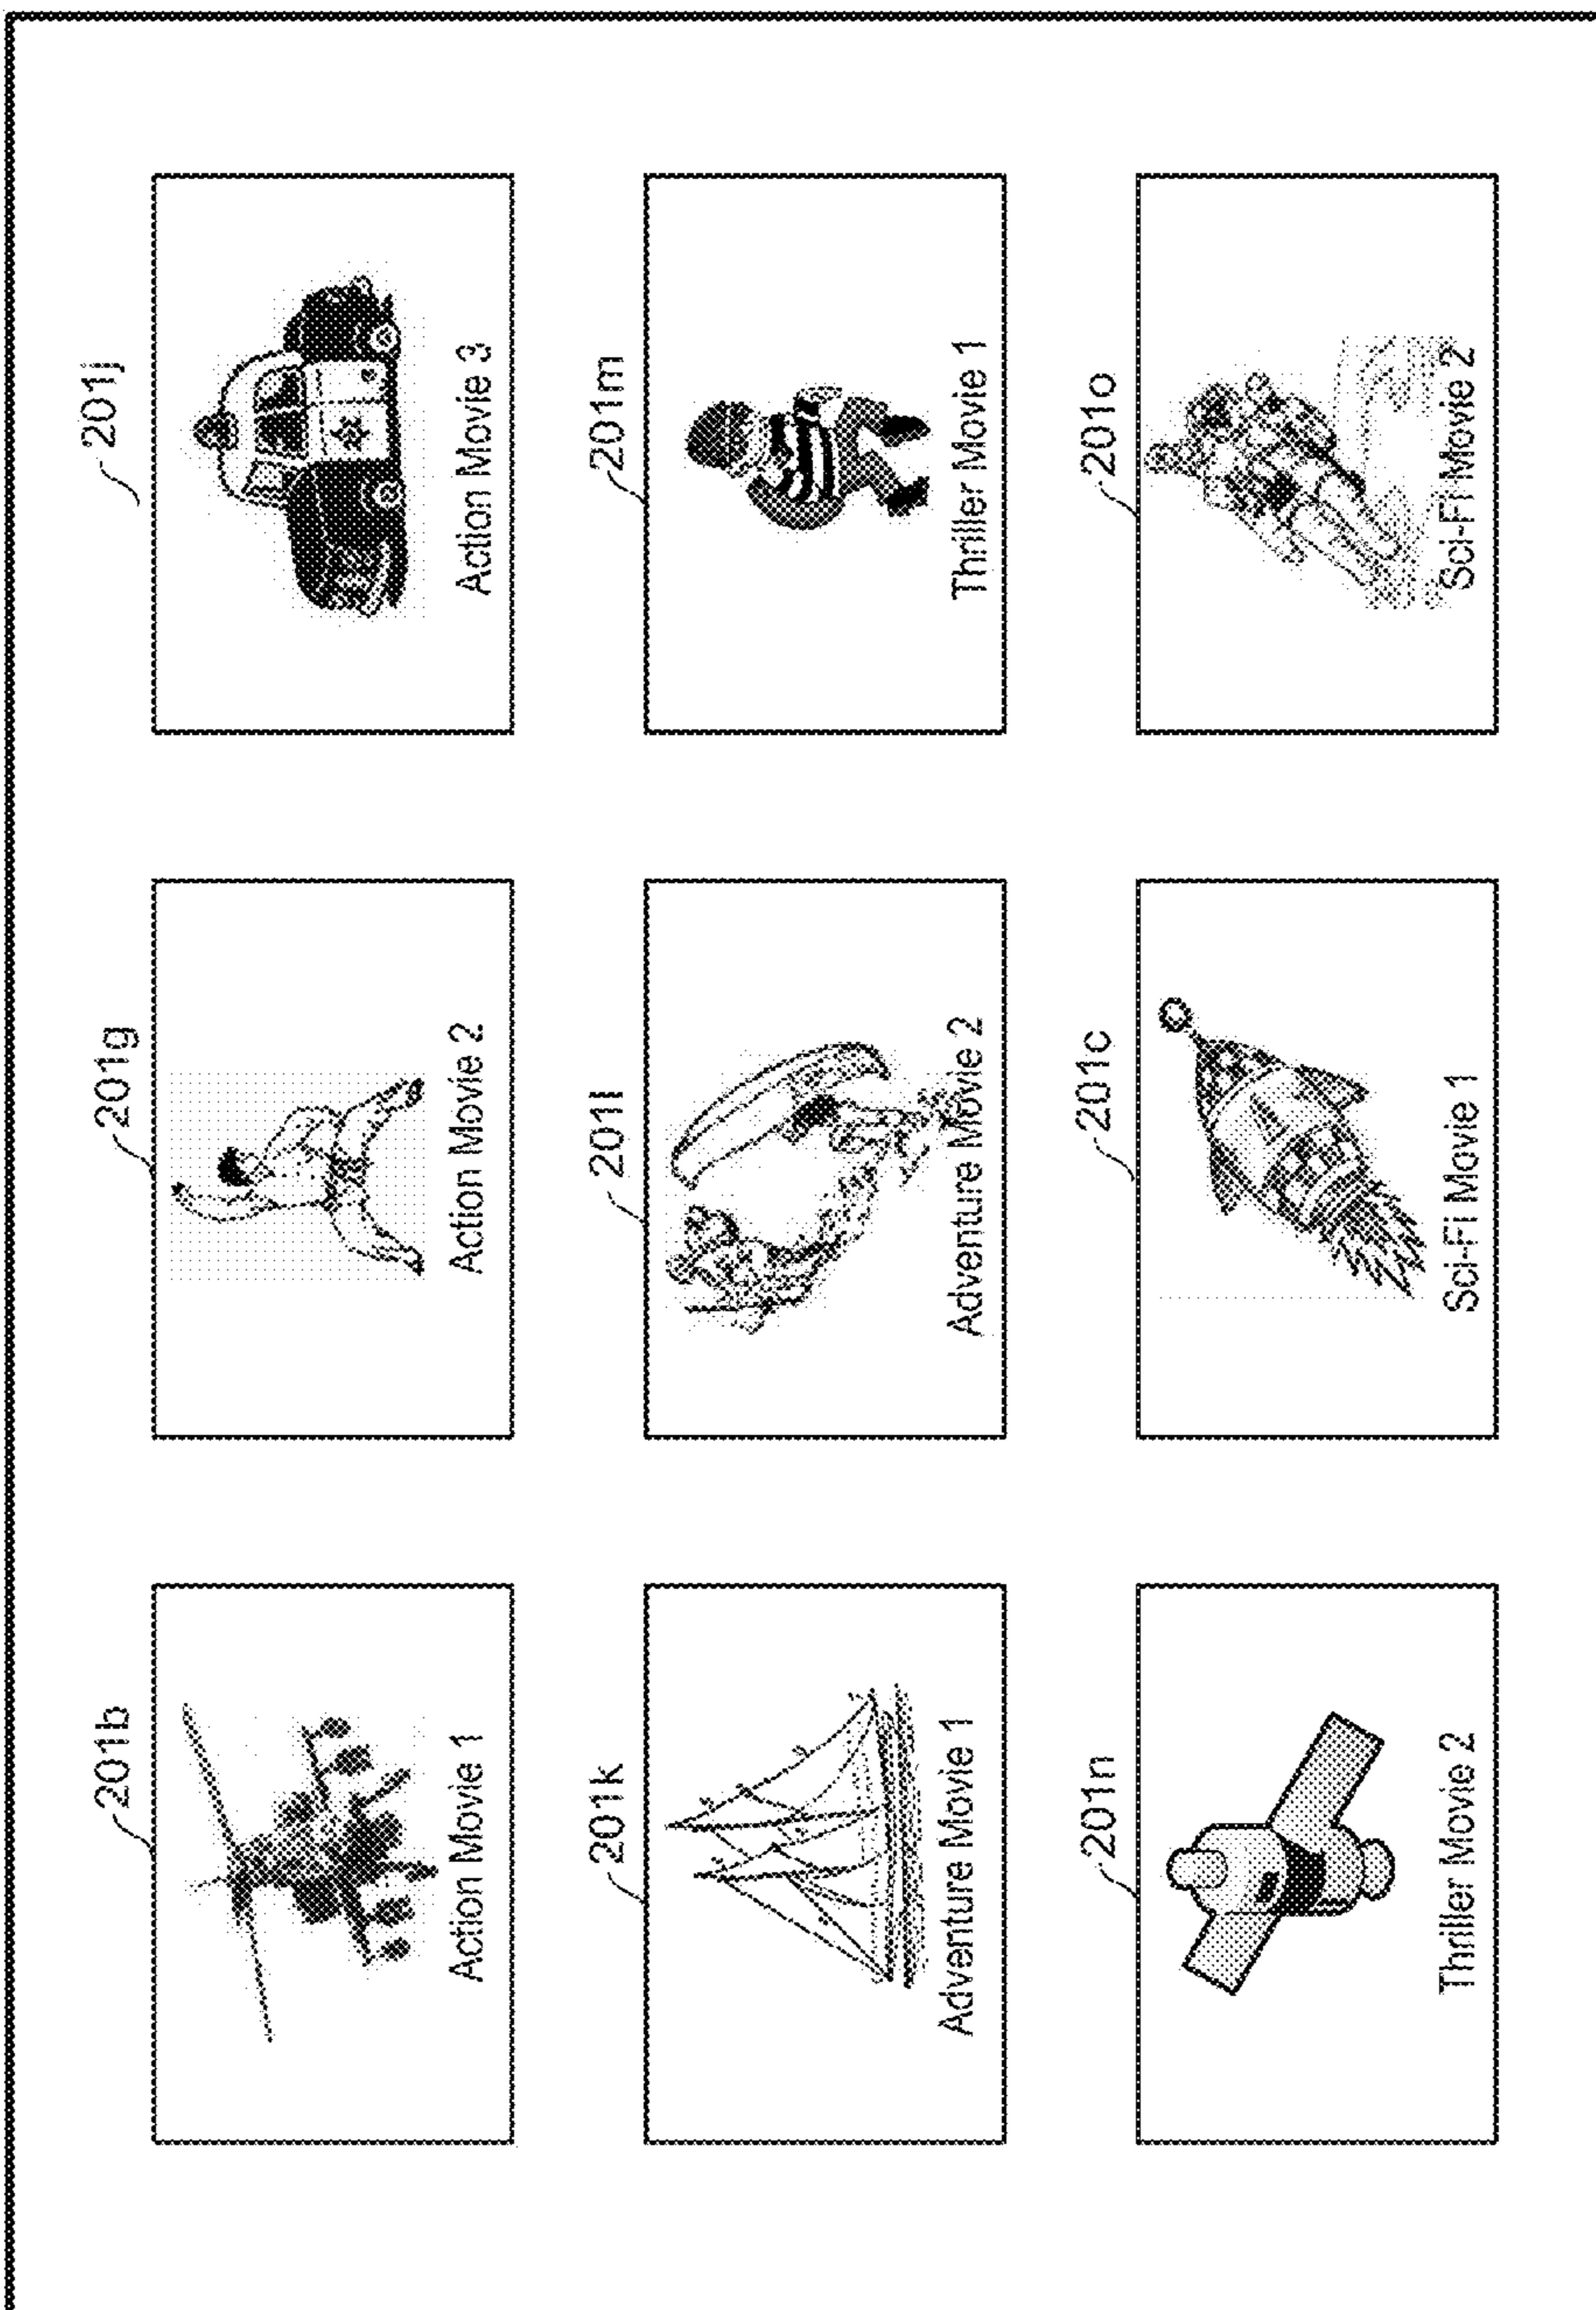 201b
Action Movie 1
201g
Action Movie 2
201j
Action Movie 3
201k
Adventure Movie 1
201l
Adventure Movie 2
201m
Thriller Movie 1
201n
Thriller Movie 2
201c
Sci-Fi Movie 1
201o
Sci-Fi Movie 2